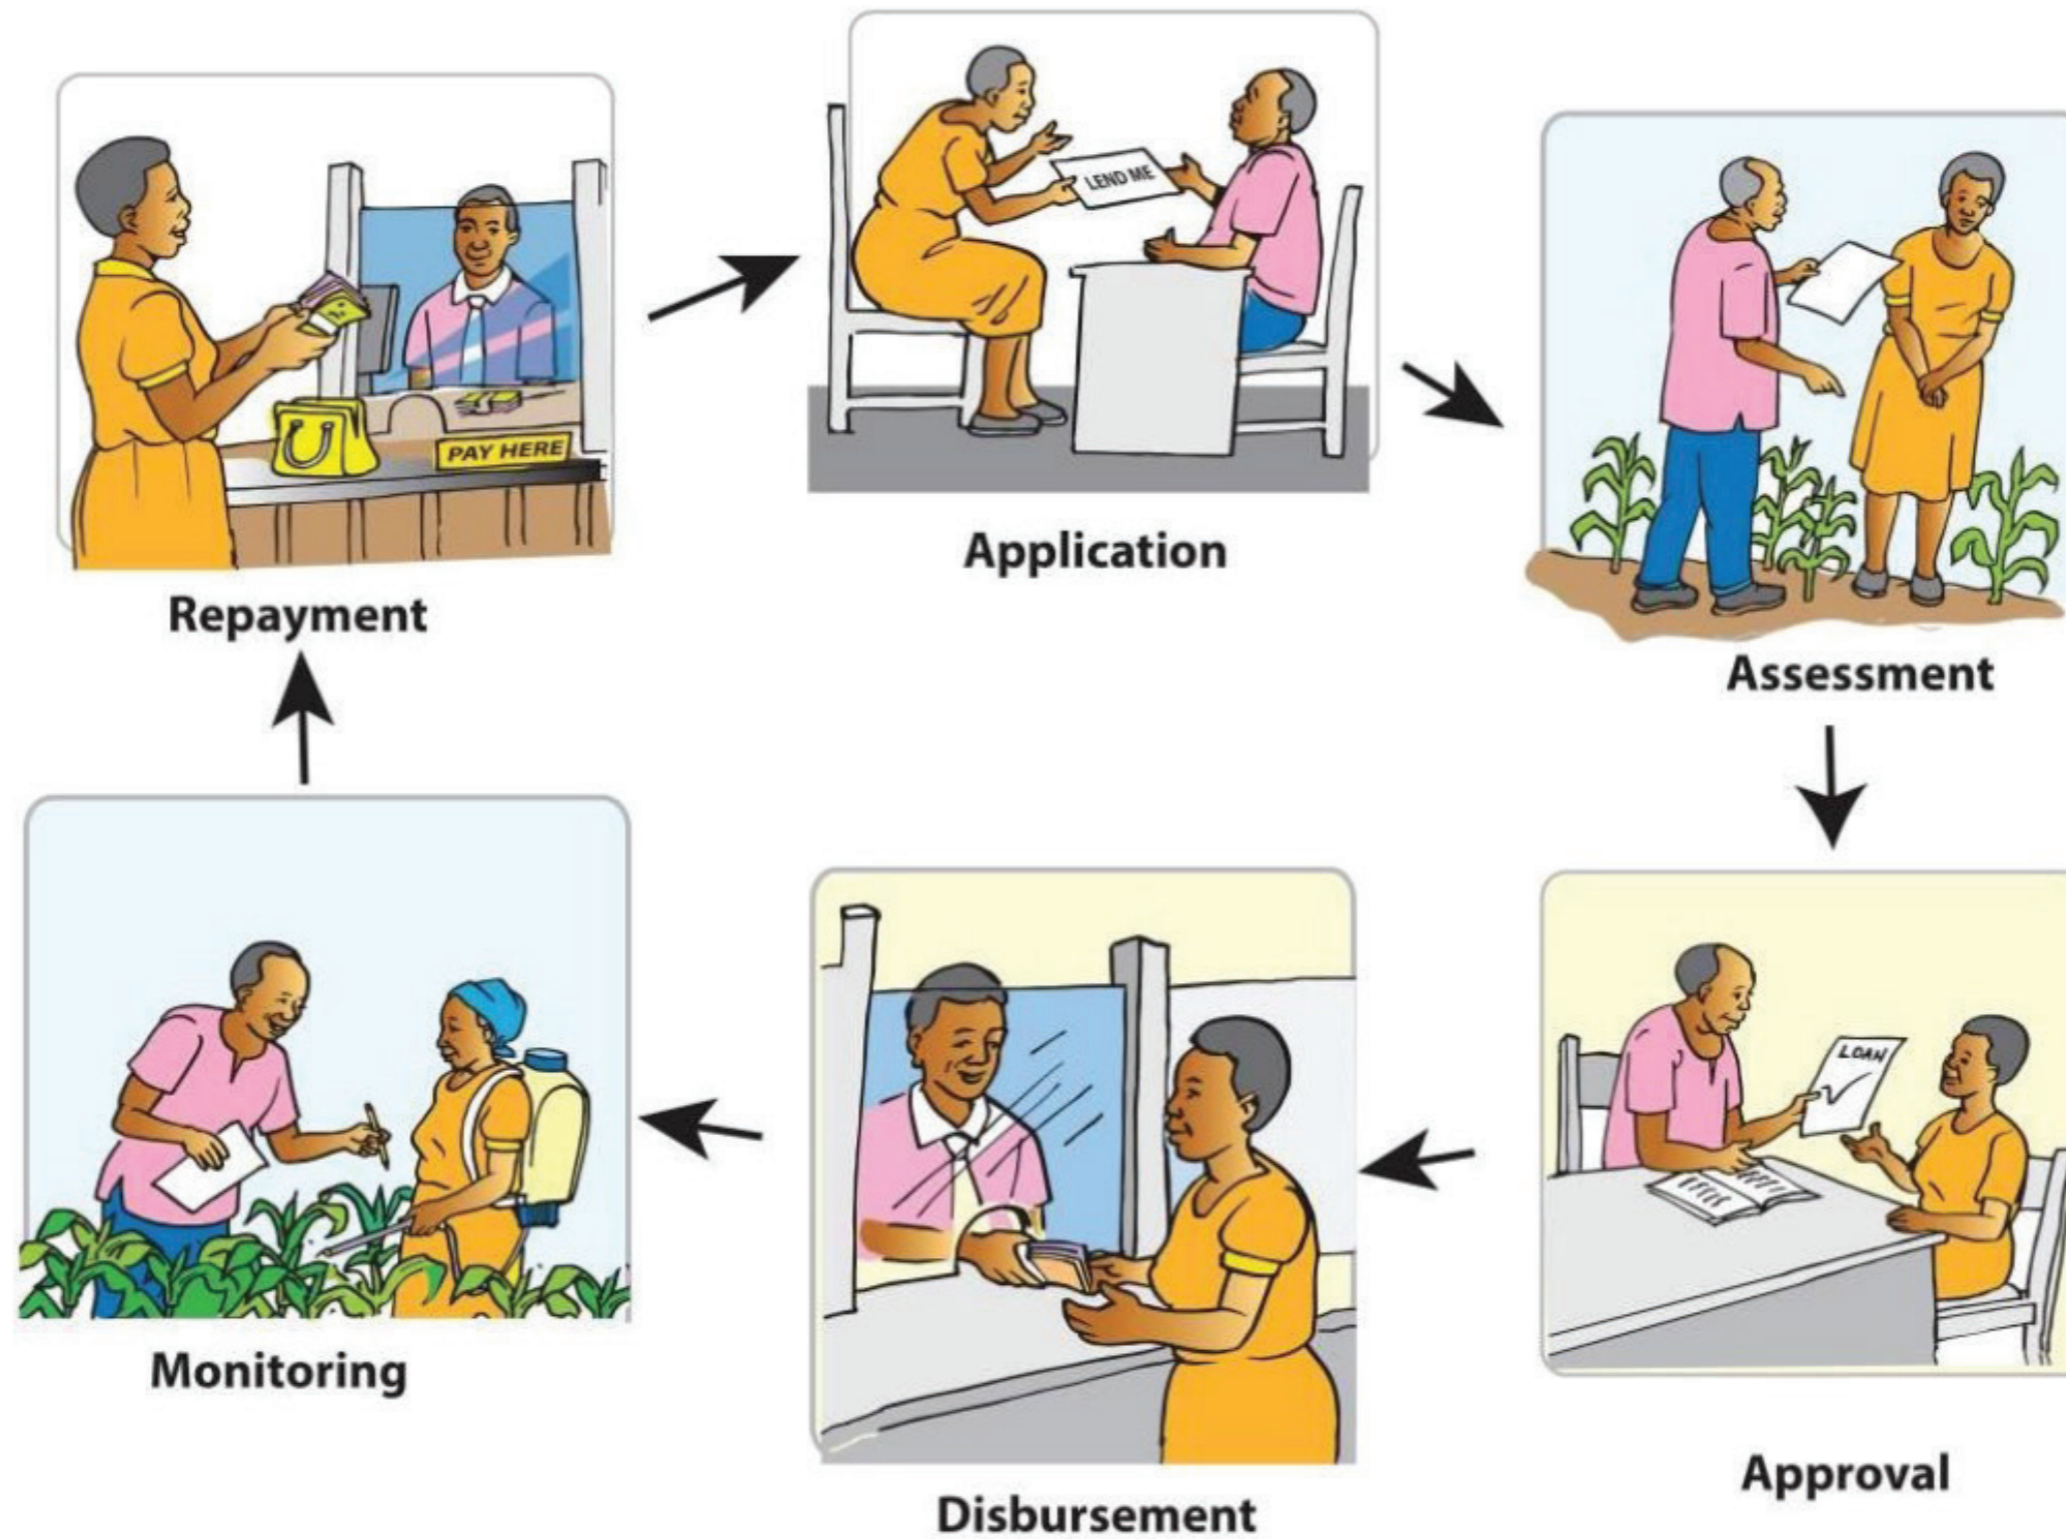 LEND ME
PAY HERE
Application
Repayment
Assessment
LOAN
Monitoring
Approval
Disbursement